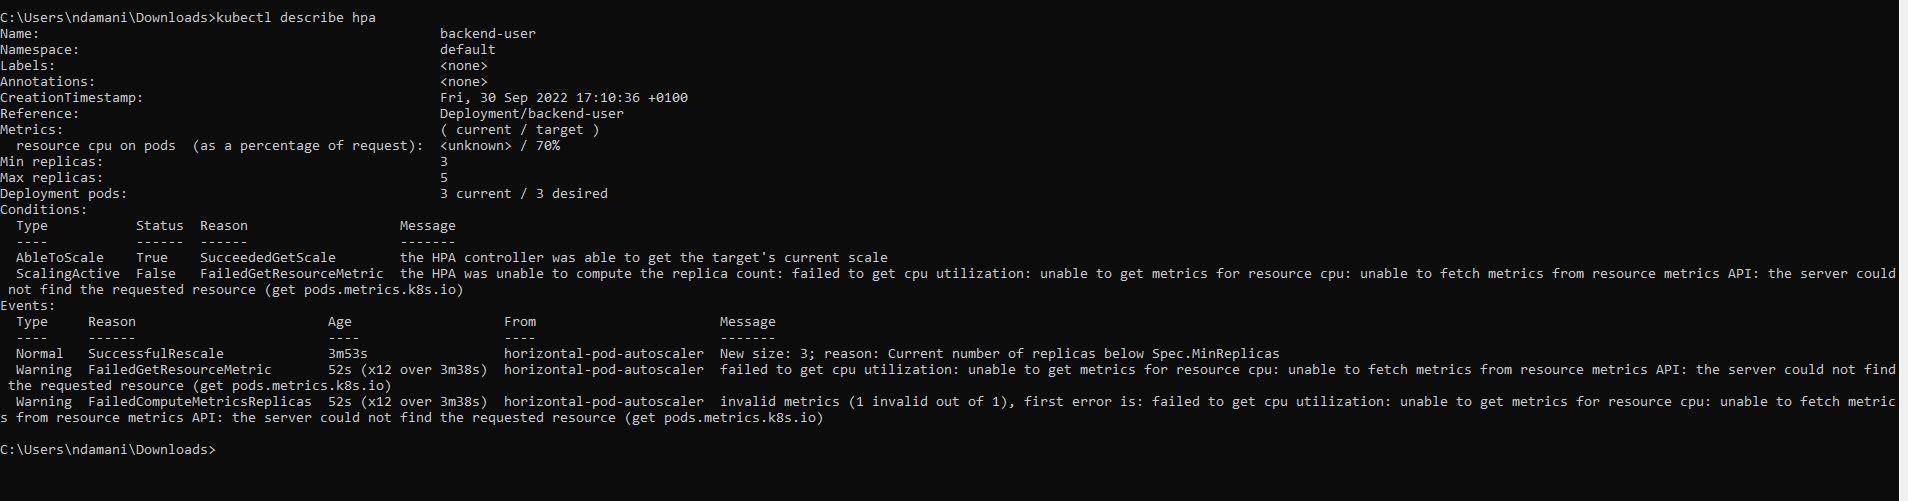 C:\Users\ndamani\Downloads>kubectl describe hpa
Name:                                                  backend-user
Namespace:                                             default
Labels:                                                <none>
Annotations:                                           <none>
CreationTimestamp:                                     Fri, 30 Sep 2022 17:10:36 +0100
Reference:                                             Deployment/backend-user
Metrics:                                               ( current / target )
  resource cpu on pods  (as a percentage of request):  <unknown> / 70%
Min replicas:                                          3
Max replicas:                                          5
Deployment pods:                                       3 current / 3 desired
Conditions:
  Type           Status  Reason                   Message
  ----           ------  ------                   -------
  AbleToScale    True    SucceededGetScale        the HPA controller was able to get the target's current scale
  ScalingActive  False   FailedGetResourceMetric  the HPA was unable to compute the replica count: failed to get cpu utilization: unable to get metrics for resource cpu: unable to fetch metrics from resource metrics API: the server could
 not find the requested resource (get pods.metrics.k8s.io)
Events:
  Type     Reason                        Age                   From                       Message
  ----     ------                        ----                  ----                       -------
  Normal   SuccessfulRescale             3m53s                 horizontal-pod-autoscaler  New size: 3; reason: Current number of replicas below Spec.MinReplicas
  Warning  FailedGetResourceMetric       52s (x12 over 3m38s)  horizontal-pod-autoscaler  failed to get cpu utilization: unable to get metrics for resource cpu: unable to fetch metrics from resource metrics API: the server could not find
 the requested resource (get pods.metrics.k8s.io)
  Warning  FailedComputeMetricsReplicas  52s (x12 over 3m38s)  horizontal-pod-autoscaler  invalid metrics (1 invalid out of 1), first error is: failed to get cpu utilization: unable to get metrics for resource cpu: unable to fetch metric
s from resource metrics API: the server could not find the requested resource (get pods.metrics.k8s.io)
C:\Users\ndamani\Downloads>